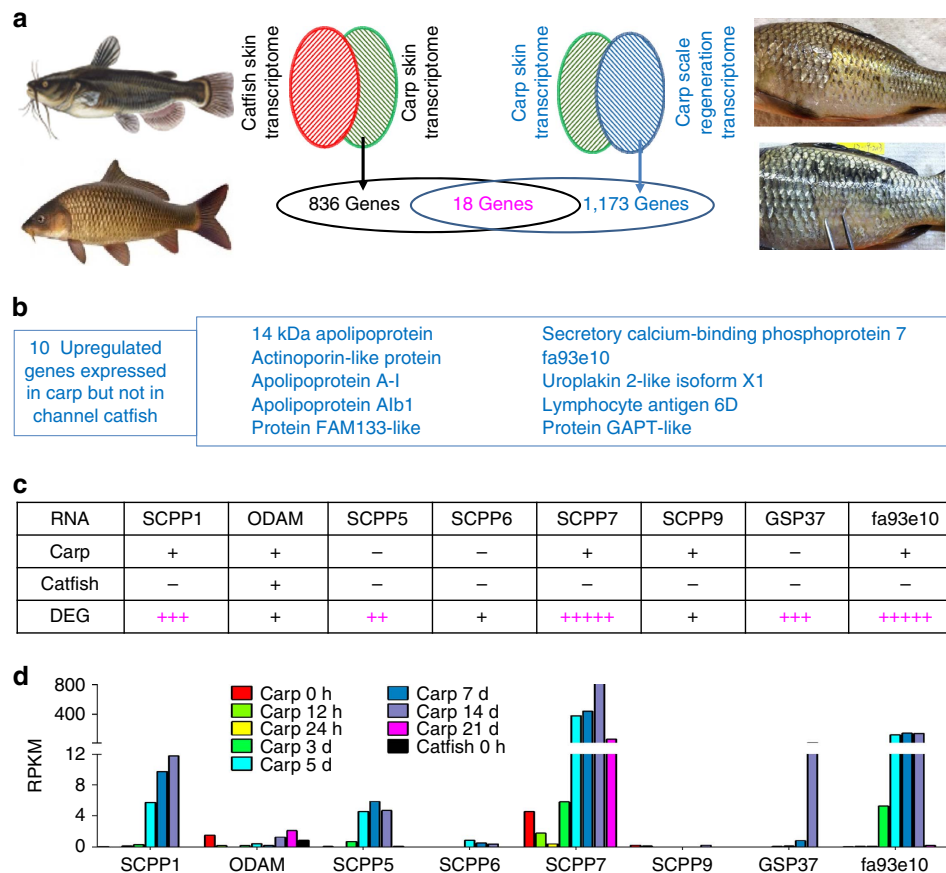 a
Catfish skin
transcriptome
Carp skin
transcriptome
Carp skin
transcriptome
Carp scale
regeneration
transcriptome
836 Genes
18 Genes
1,173 Genes
b
10 Upregulated
genes expressed
in carp but not in
channel catfish
14 kDa apolipoprotein
Actinoporin-like protein
Apolipoprotein A-I
Apolipoprotein AIb1
Protein FAM133-like
Secretory calcium-binding phosphoprotein 7
fa93e10
Uroplakin 2-like isoform X1
Lymphocyte antigen 6D
Protein GAPT-like
c
RNA SCPP1 ODAM SCPP5 SCPP6 SCPP7 SCPP9 GSP37 fa93e10
Carp + + – – + + – +
Catfish – + – – – – – –
DEG +++ + ++ + +++++ + +++ +++++
d
RPKM
800
400
12
8
4
0
Carp 0 h
Carp 12 h
Carp 24 h
Carp 3 d
Carp 5 d
Carp 7 d
Carp 14 d
Carp 21 d
Catfish 0 h
SCPP1 ODAM SCPP5 SCPP6 SCPP7 SCPP9 GSP37 fa93e10